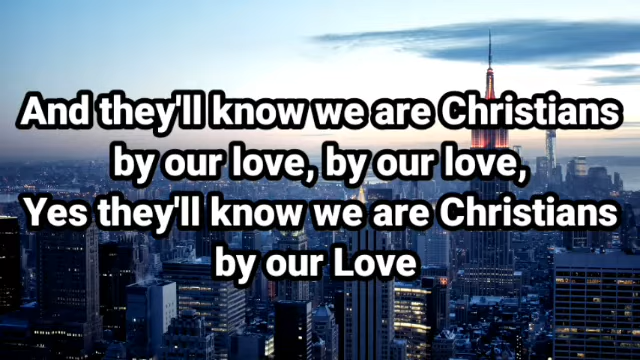 And they'll know we are Christians
by our love, by our love,
Yes they'll know we are Christians
by our Love